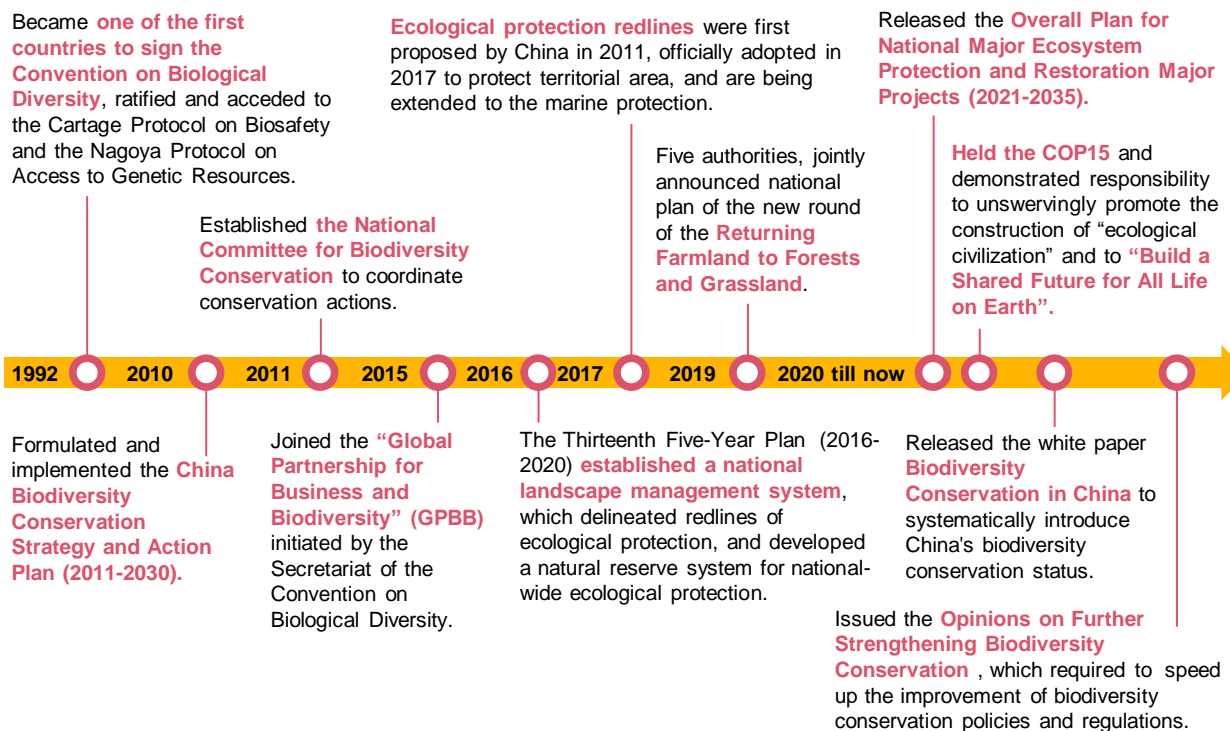 Became one of the first
countries to sign the
Convention on Biological
Diversity, ratified and acceded to
the Cartage Protocol on Biosafety
and the Nagoya Protocol on
Access to Genetic Resources.
Ecological protection redlines were first
proposed by China in 2011, officially adopted in
2017 to protect territorial area, and are being
extended to the marine protection.
Released the Overall Plan for
National Major Ecosystem
Protection and Restoration Major
Projects (2021-2035).
Established the National
Committee for Biodiversity
Conservation to coordinate
conservation actions.
Five authorities, jointly
announced national
plan of the new round
of the Returning
Farmland to Forests
and Grassland.
Held the COP15 and
demonstrated responsibility
to unswervingly promote the
construction of “ecological
civilization” and to “Build a
Shared Future for All Life
on Earth”.
1992 2010 2011 2015 2016 2017 2019 2020 till now
Formulated and
implemented the China
Biodiversity
Conservation
Strategy and Action
Plan (2011-2030).
Joined the “Global
Partnership for
Business and
Biodiversity” (GPBB)
initiated by the
Secretariat of the
Convention on
Biological Diversity.
The Thirteenth Five-Year Plan (2016-
2020) established a national
landscape management system,
which delineated redlines of
ecological protection, and developed
a natural reserve system for national-
wide ecological protection.
Released the white paper
Biodiversity
Conservation in China to
systematically introduce
China's biodiversity
conservation status.
Issued the Opinions on Further
Strengthening Biodiversity
Conservation , which required to speed
up the improvement of biodiversity
conservation policies and regulations.